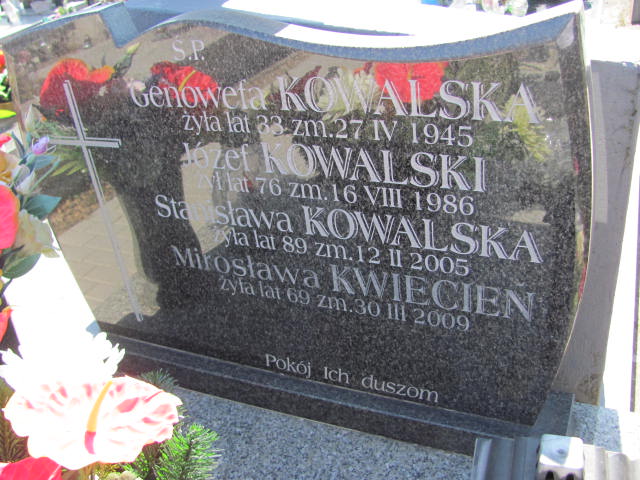 Ś.P.
Genowefa KOWALSKA
żyła lat 33 zm.27 IV 1945
Józef KOWALSKI
żył lat 76 zm.16 VIII 1986
Stanisława KOWALSKA
żyła lat 89 zm.12 II 2005
Mirosława KWIECIEŃ
żyła lat 69 zm.30 III 2009
Pokój Ich duszom